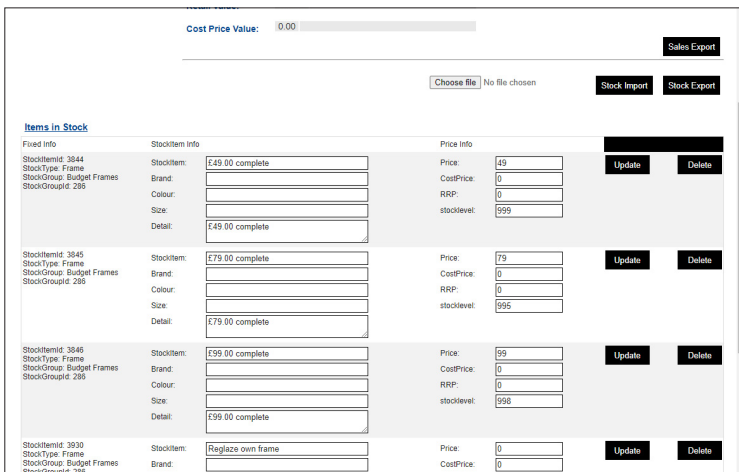 Retail Value:
Cost Price Value: 0.00
Sales Export
Choose file No file chosen Stock Import Stock Export
Items in Stock
Fixed Info StockItem Info Price Info
StockItemId: 3844
StockType: Frame
StockGroup: Budget Frames
StockGroupId: 286
StockItem: £49.00 complete
Brand:
Colour:
Size:
Detail: £49.00 complete
Price: 49
CostPrice: 0
RRP: 0
stocklevel: 999
Update Delete
StockItemId: 3845
StockType: Frame
StockGroup: Budget Frames
StockGroupId: 286
StockItem: £79.00 complete
Brand:
Colour:
Size:
Detail: £79.00 complete
Price: 79
CostPrice: 0
RRP: 0
stocklevel: 995
Update Delete
StockItemId: 3846
StockType: Frame
StockGroup: Budget Frames
StockGroupId: 286
StockItem: £99.00 complete
Brand:
Colour:
Size:
Detail: £99.00 complete
Price: 99
CostPrice: 0
RRP: 0
stocklevel: 998
Update Delete
StockItemId: 3930
StockType: Frame
StockGroup: Budget Frames
StockGroupId: 286
StockItem: Reglaze own frame
Brand:
Price: 0
CostPrice: 0
Update Delete